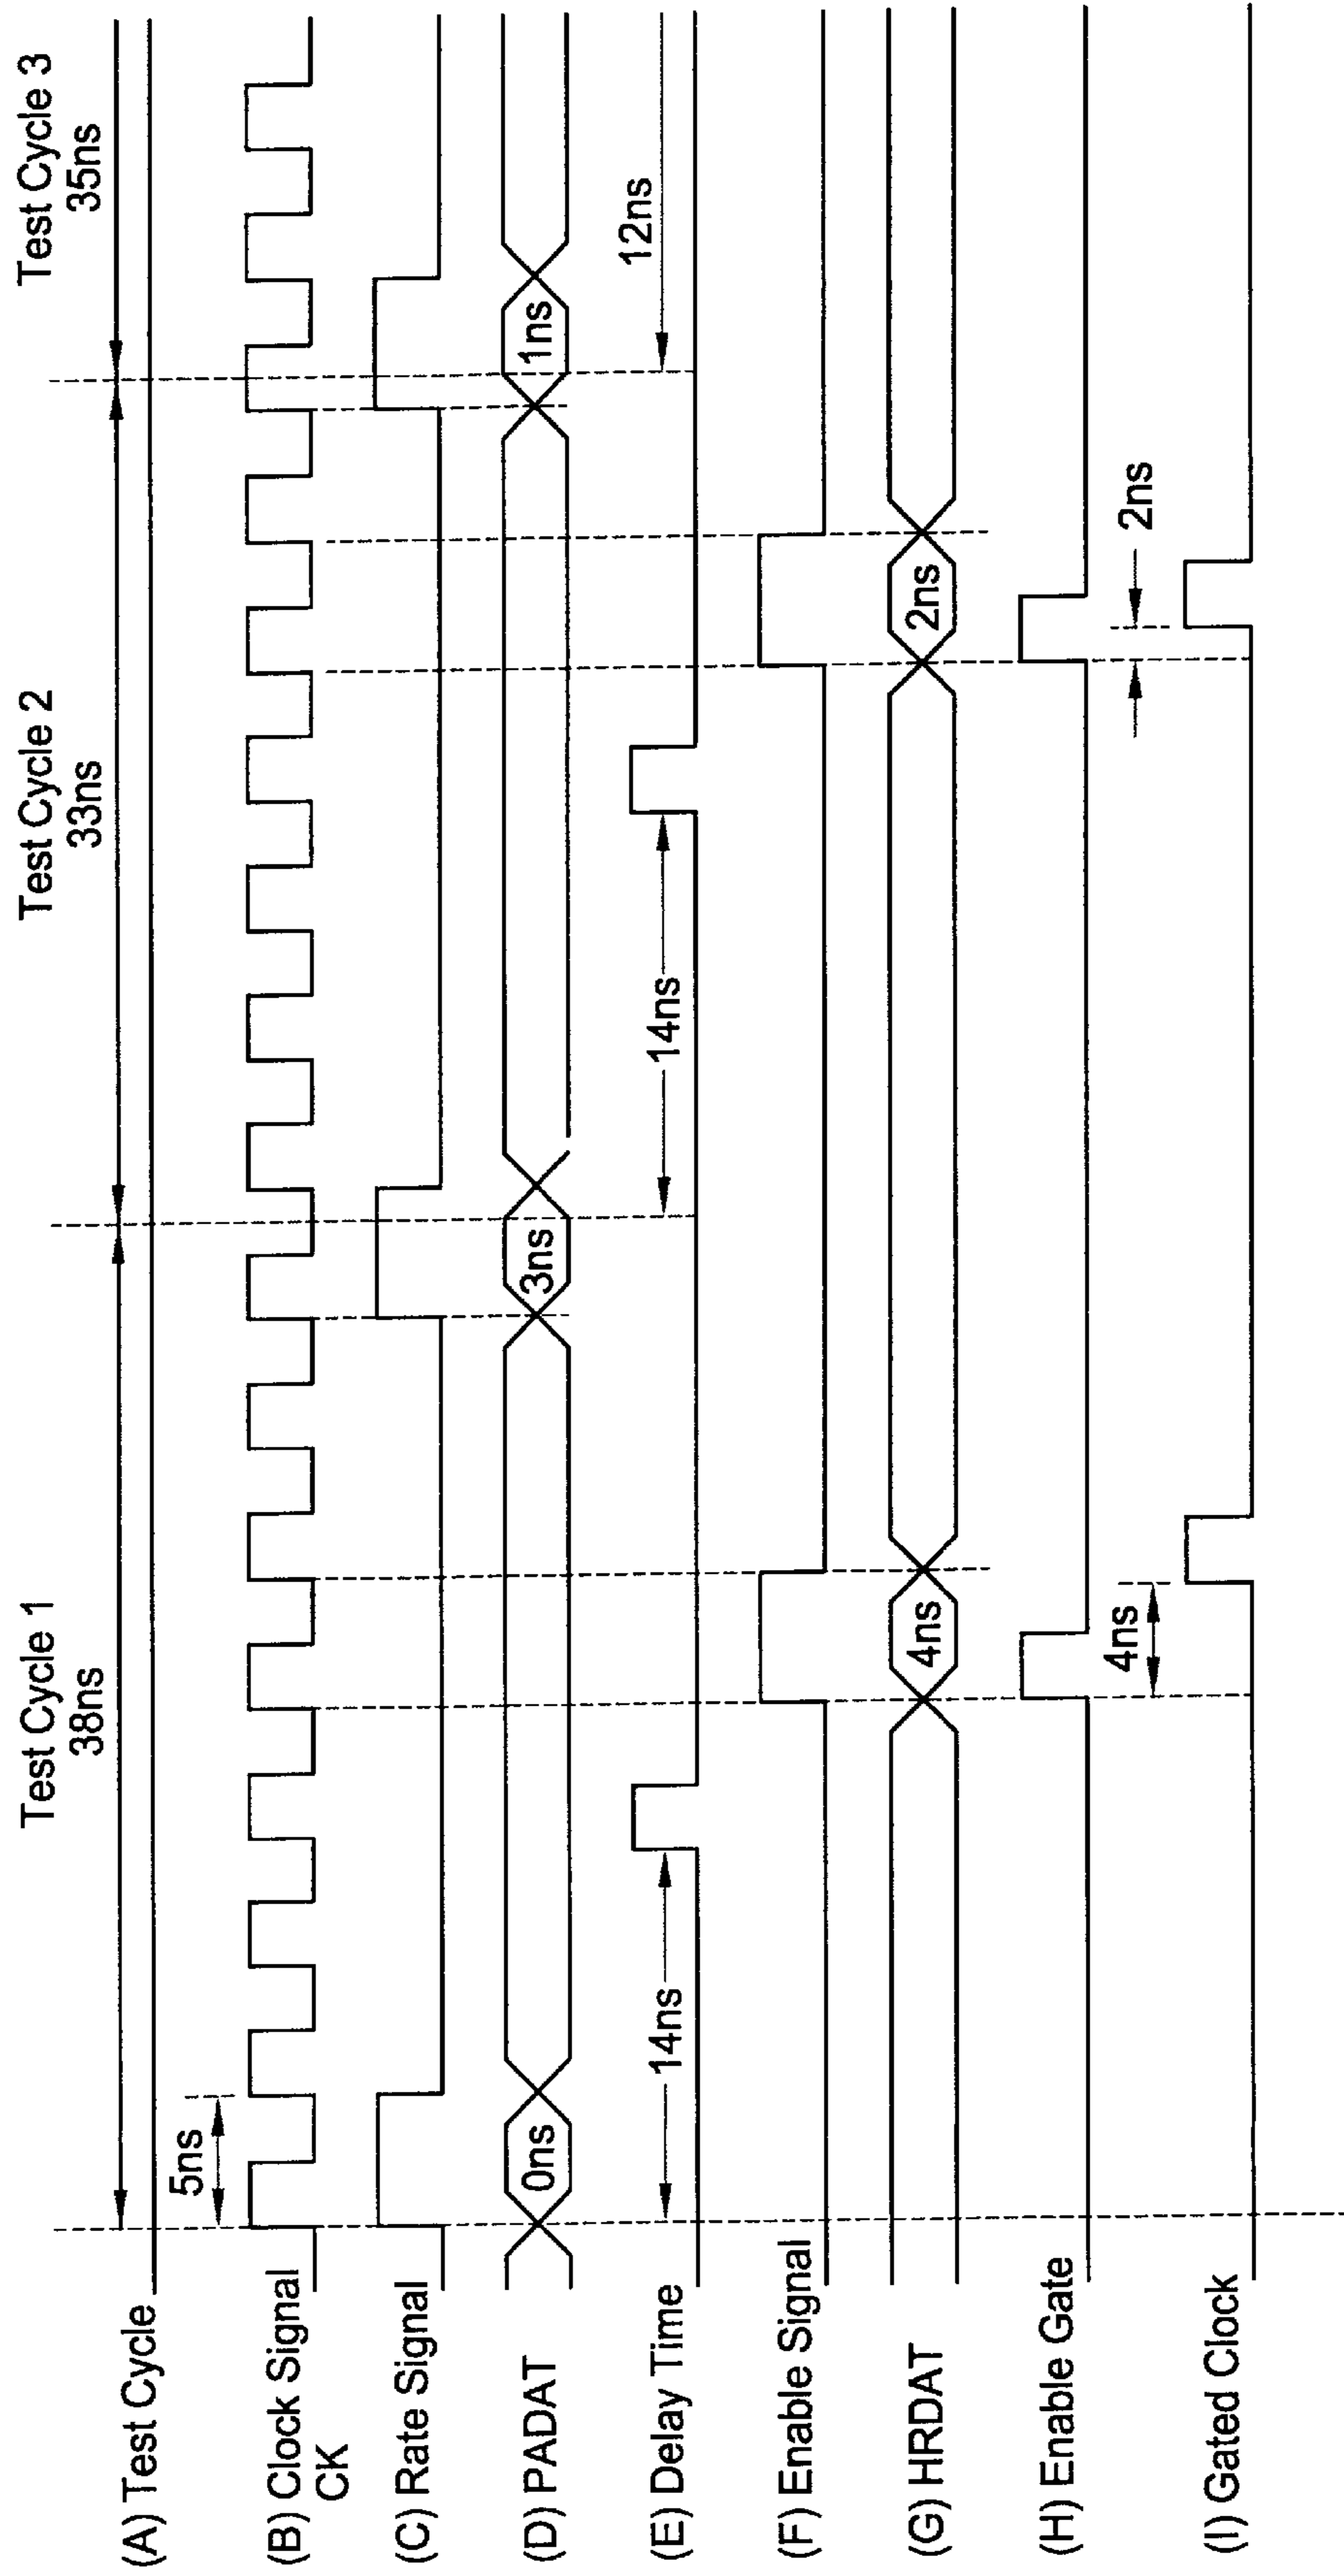 Test Cycle 1
38ns
Test Cycle 2
33ns
Test Cycle 3
35ns
(A) Test Cycle
5ns
(B) Clock Signal
CK
(C) Rate Signal
(D) PADAT
0ns
3ns
1ns
(E) Delay Time
14ns
14ns
12ns
(F) Enable Signal
(G) HRDAT
4ns
2ns
(H) Enable Gate
4ns
2ns
(I) Gated Clock